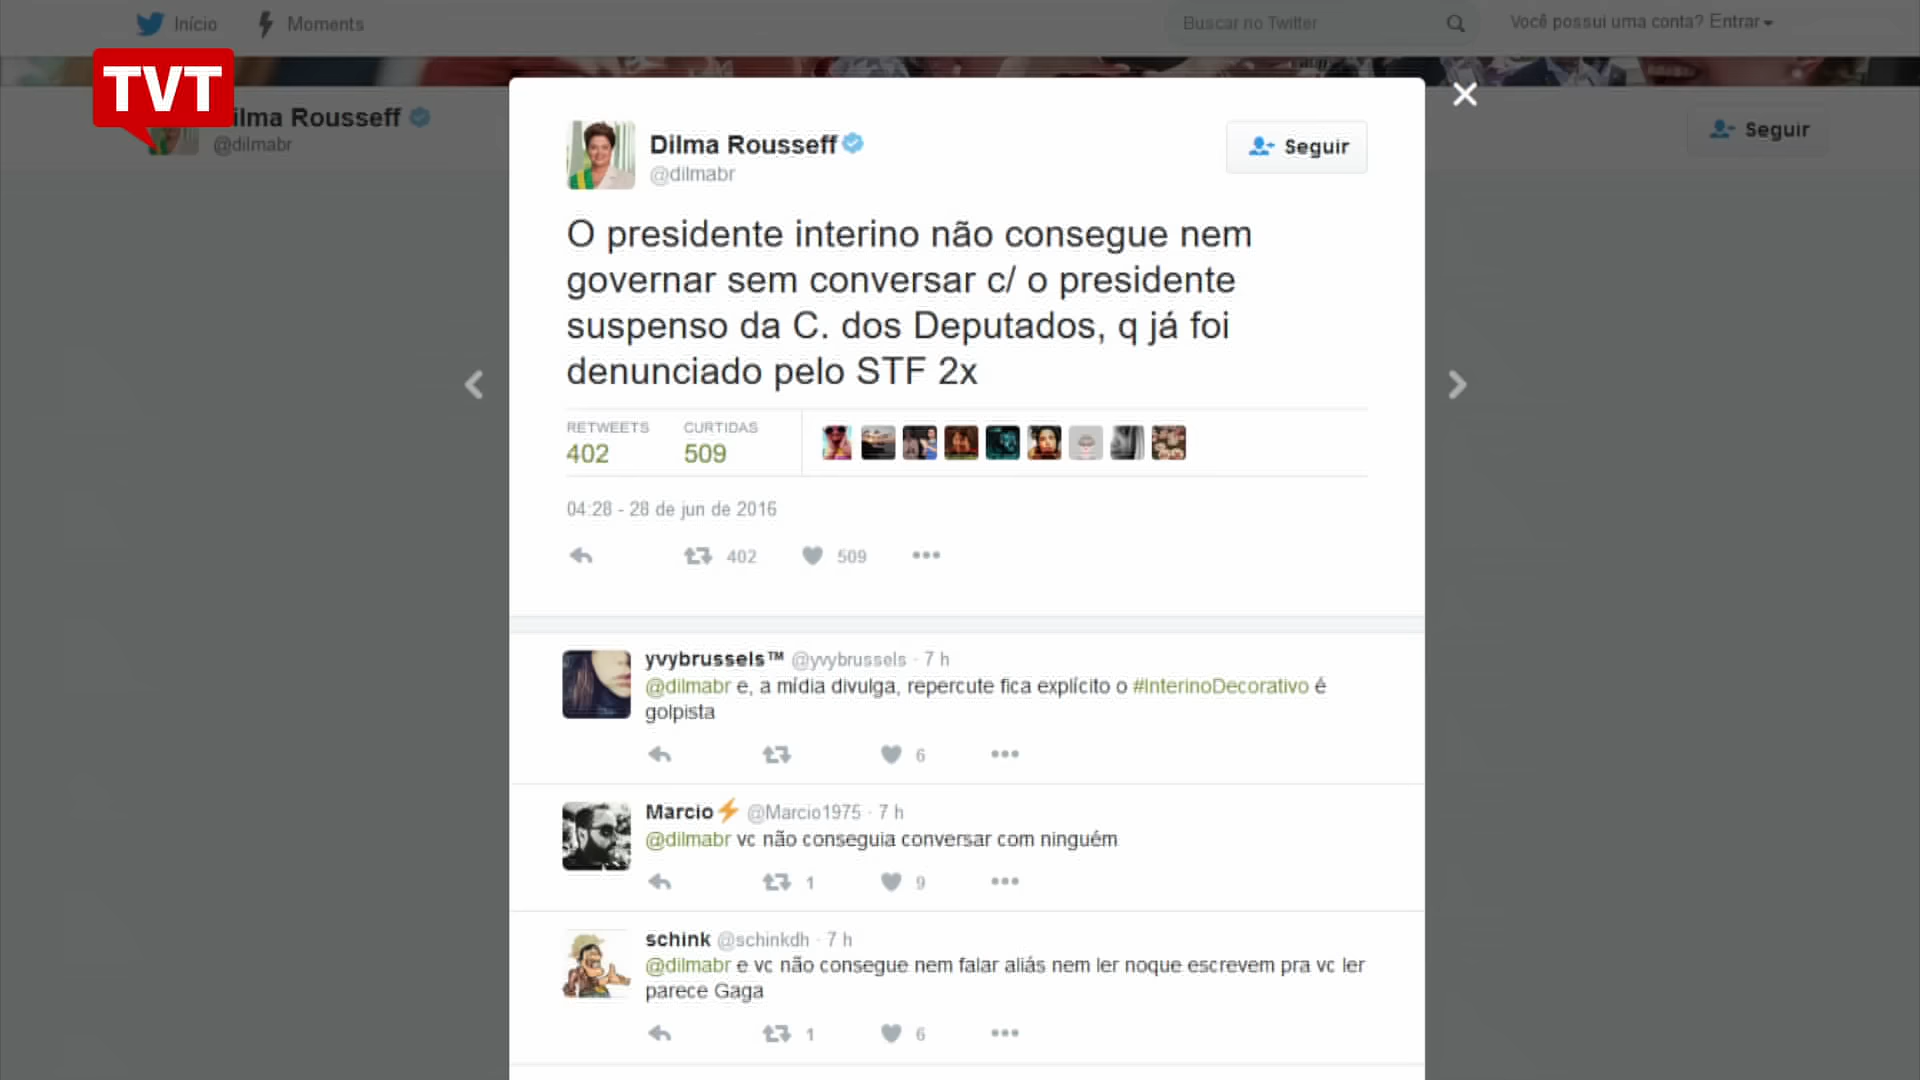 Início
Moments
Buscar no Twitter
Você possui uma conta? Entrar
TVT
ilma Rousseff
@dilmabr
Seguir
Dilma Rousseff
@dilmabr
Seguir
O presidente interino não consegue nem
governar sem conversar c/ o presidente
suspenso da C. dos Deputados, q já foi
denunciado pelo STF 2x
RETWEETS
402
CURTIDAS
509
04:28 - 28 de jun de 2016
402
509
yvybrussels™ @yvybrussels · 7 h
@dilmabr e, a mídia divulga, repercute fica explícito o #InterinoDecorativo é
golpista
6
Marcio⚡ @Marcio1975 · 7 h
@dilmabr vc não conseguia conversar com ninguém
1
9
schink @schinkdh · 7 h
@dilmabr e vc não consegue nem falar aliás nem ler noque escrevem pra vc ler
parece Gaga
1
6